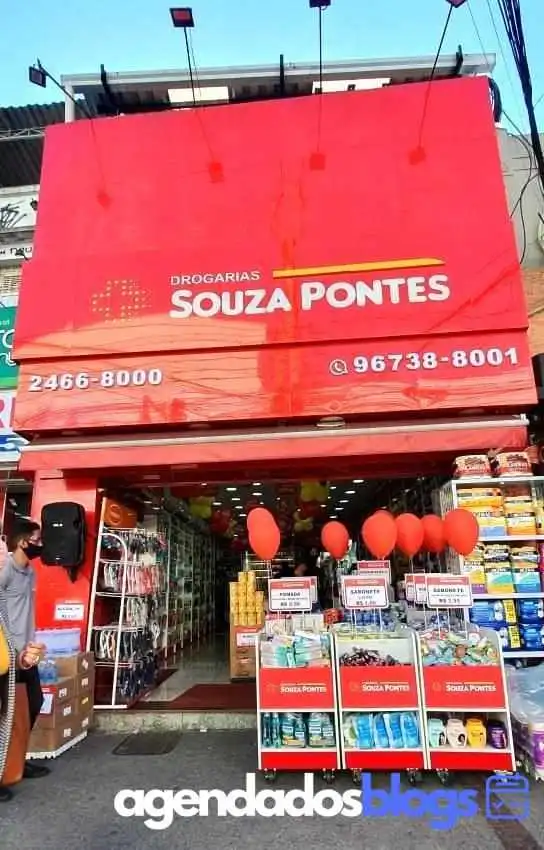 DROGARIAS
SOUZA PONTES
2466-8000
96738-8001
POMADA
SABONETE
SABONETE
SOUZA PONTES
SOUZA PONTES
SOUZA PONTES
agendadosblogs